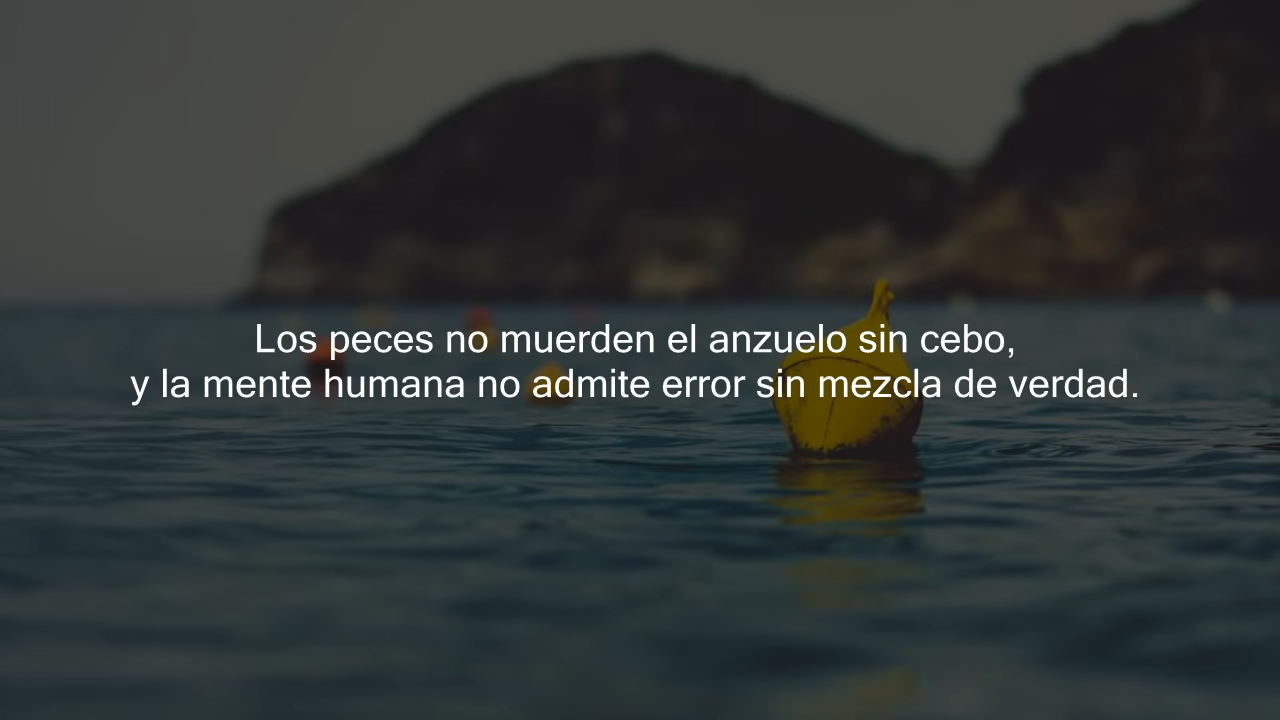 Los peces no muerden el anzuelo sin cebo,
y la mente humana no admite error sin mezcla de verdad.